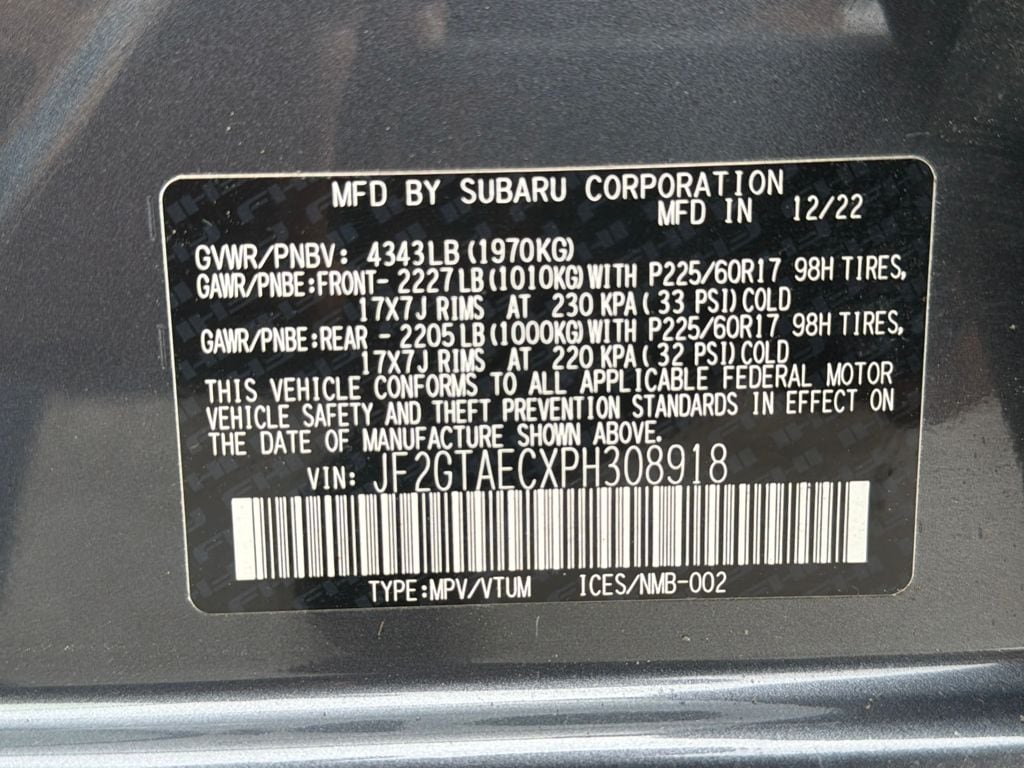 MFD BY SUBARU CORPORATION
MFD IN 12/22
GVWR/PNBV: 4343LB (1970KG)
GAWR/PNBE:FRONT- 2227LB (1010KG) WITH P225/60R17 98H TIRES,
17X7J RIMS AT 230 KPA ( 33 PSI) COLD
GAWR/PNBE:REAR - 2205LB (1000KG) WITH P225/60R17 98H TIRES,
17X7J RIMS AT 220 KPA ( 32 PSI) COLD
THIS VEHICLE CONFORMS TO ALL APPLICABLE FEDERAL MOTOR
VEHICLE SAFETY AND THEFT PREVENTION STANDARDS IN EFFECT ON
THE DATE OF MANUFACTURE SHOWN ABOVE.
VIN: JF2GTAECXPH308918
TYPE:MPV/VTUM ICES/NMB-002